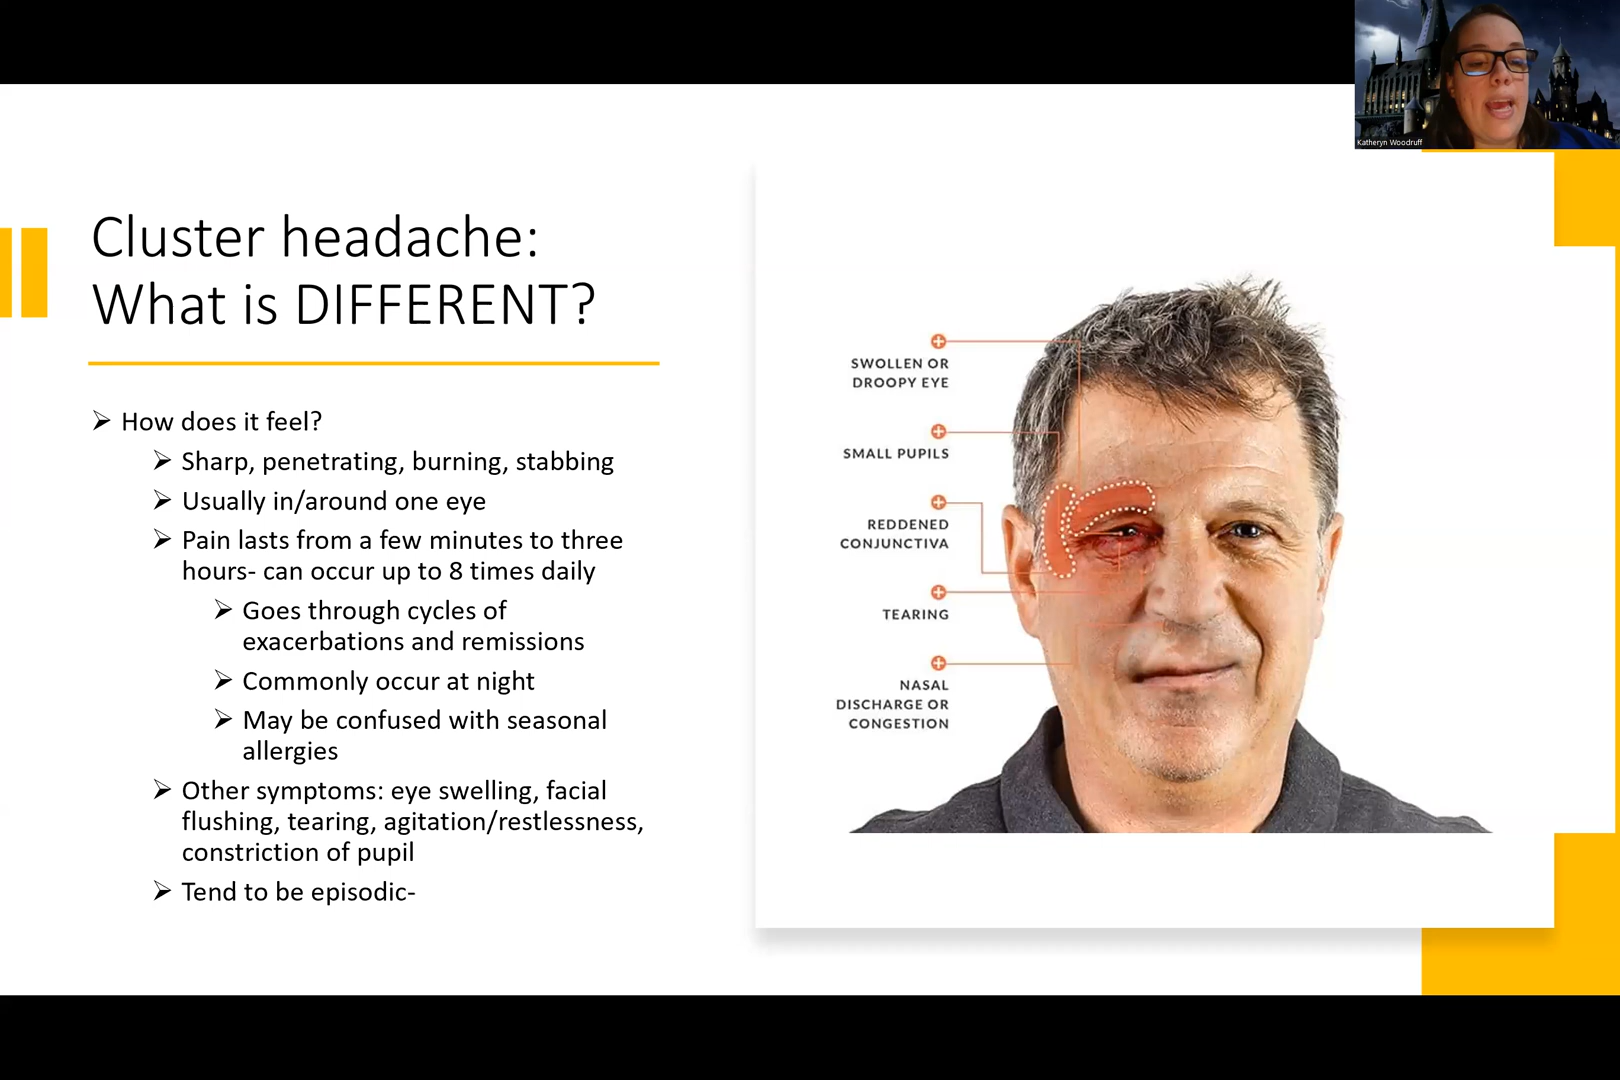 Katheryn Woodruff
Cluster headache:
What is DIFFERENT?
How does it feel?
Sharp, penetrating, burning, stabbing
Usually in/around one eye
Pain lasts from a few minutes to three
hours- can occur up to 8 times daily
Goes through cycles of
exacerbations and remissions
Commonly occur at night
May be confused with seasonal
allergies
Other symptoms: eye swelling, facial
flushing, tearing, agitation/restlessness,
constriction of pupil
Tend to be episodic-
SWOLLEN OR
DROOPY EYE
SMALL PUPILS
REDDENED
CONJUNCTIVA
TEARING
NASAL
DISCHARGE OR
CONGESTION